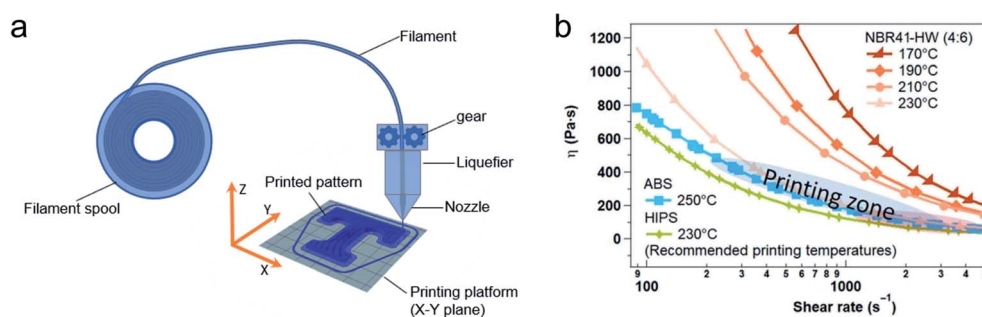 a
Filament
gear
Liquefier
Nozzle
Printed pattern
Filament spool
Z
Y
X
Printing platform
(X-Y plane)
b
NBR41-HW (4:6)
170°C
190°C
210°C
230°C
η (Pa·s)
1200
1000
800
600
400
200
0
Printing zone
ABS
250°C
HIPS
230°C
(Recommended printing temperatures)
9 2 3 4 5 6 7 8 9 2 3 4 5
100 1000
Shear rate (s⁻¹)